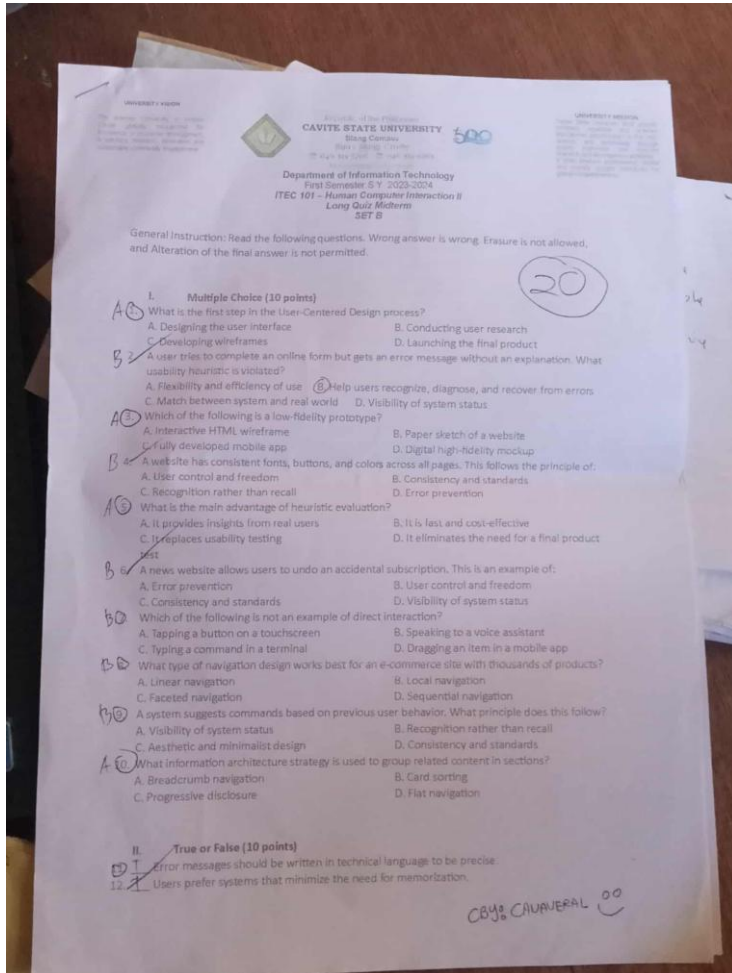 UNIVERSITY VISION
UNIVERSITY MISSION
Republic of the Philippines
CAVITE STATE UNIVERSITY
Silang Campus
Department of Information Technology
First Semester S.Y. 2023-2024
ITEC 101 – Human Computer Interaction II
Long Quiz Midterm
SET B
General Instruction: Read the following questions. Wrong answer is wrong. Erasure is not allowed,
and Alteration of the final answer is not permitted.
20
I. Multiple Choice (10 points)
A 1. What is the first step in the User-Centered Design process?
A. Designing the user interface B. Conducting user research
C. Developing wireframes D. Launching the final product
B 2. A user tries to complete an online form but gets an error message without an explanation. What
usability heuristic is violated?
A. Flexibility and efficiency of use B. Help users recognize, diagnose, and recover from errors
C. Match between system and real world D. Visibility of system status
A 3. Which of the following is a low-fidelity prototype?
A. Interactive HTML wireframe B. Paper sketch of a website
C. Fully developed mobile app D. Digital high-fidelity mockup
B 4. A website has consistent fonts, buttons, and colors across all pages. This follows the principle of:
A. User control and freedom B. Consistency and standards
C. Recognition rather than recall D. Error prevention
A 5. What is the main advantage of heuristic evaluation?
A. It provides insights from real users B. It is fast and cost-effective
C. It replaces usability testing D. It eliminates the need for a final product
test
B 6. A news website allows users to undo an accidental subscription. This is an example of:
A. Error prevention B. User control and freedom
C. Consistency and standards D. Visibility of system status
B Which of the following is not an example of direct interaction?
A. Tapping a button on a touchscreen B. Speaking to a voice assistant
C. Typing a command in a terminal D. Dragging an item in a mobile app
B What type of navigation design works best for an e-commerce site with thousands of products?
A. Linear navigation B. Local navigation
C. Faceted navigation D. Sequential navigation
B 9. A system suggests commands based on previous user behavior. What principle does this follow?
A. Visibility of system status B. Recognition rather than recall
C. Aesthetic and minimalist design D. Consistency and standards
A 10. What information architecture strategy is used to group related content in sections?
A. Breadcrumb navigation B. Card sorting
C. Progressive disclosure D. Flat navigation
II. True or False (10 points)
T Error messages should be written in technical language to be precise.
12. Users prefer systems that minimize the need for memorization.
CBY: CAÑAVERAL